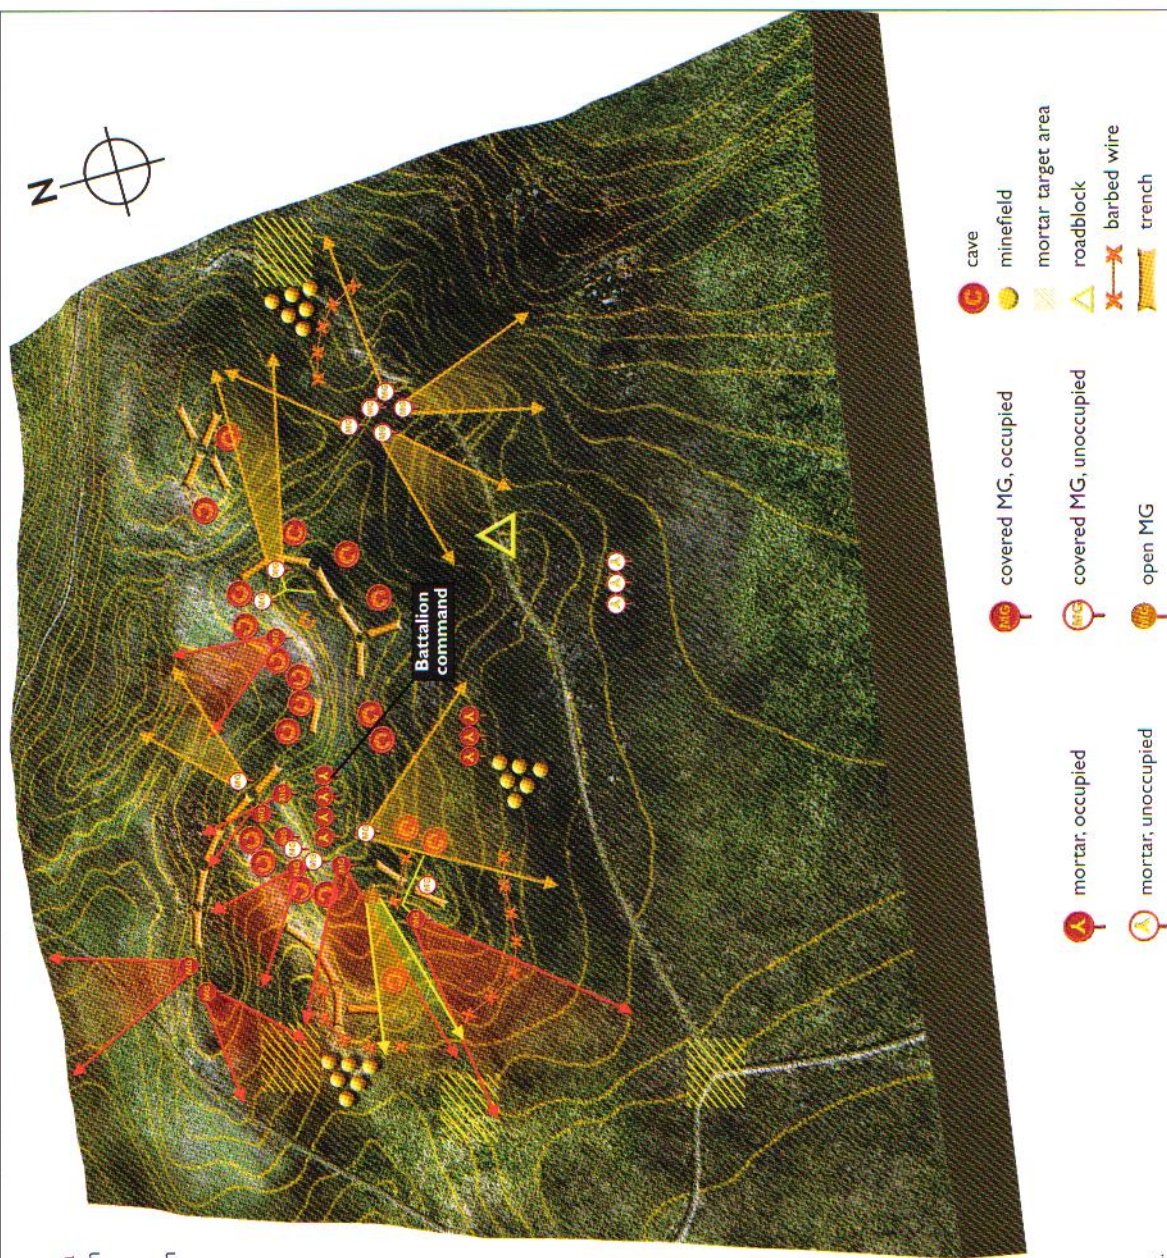 N
Battalion
command
mortar, occupied
mortar, unoccupied
covered MG, occupied
covered MG, unoccupied
open MG
cave
minefield
mortar target area
roadblock
barbed wire
trench